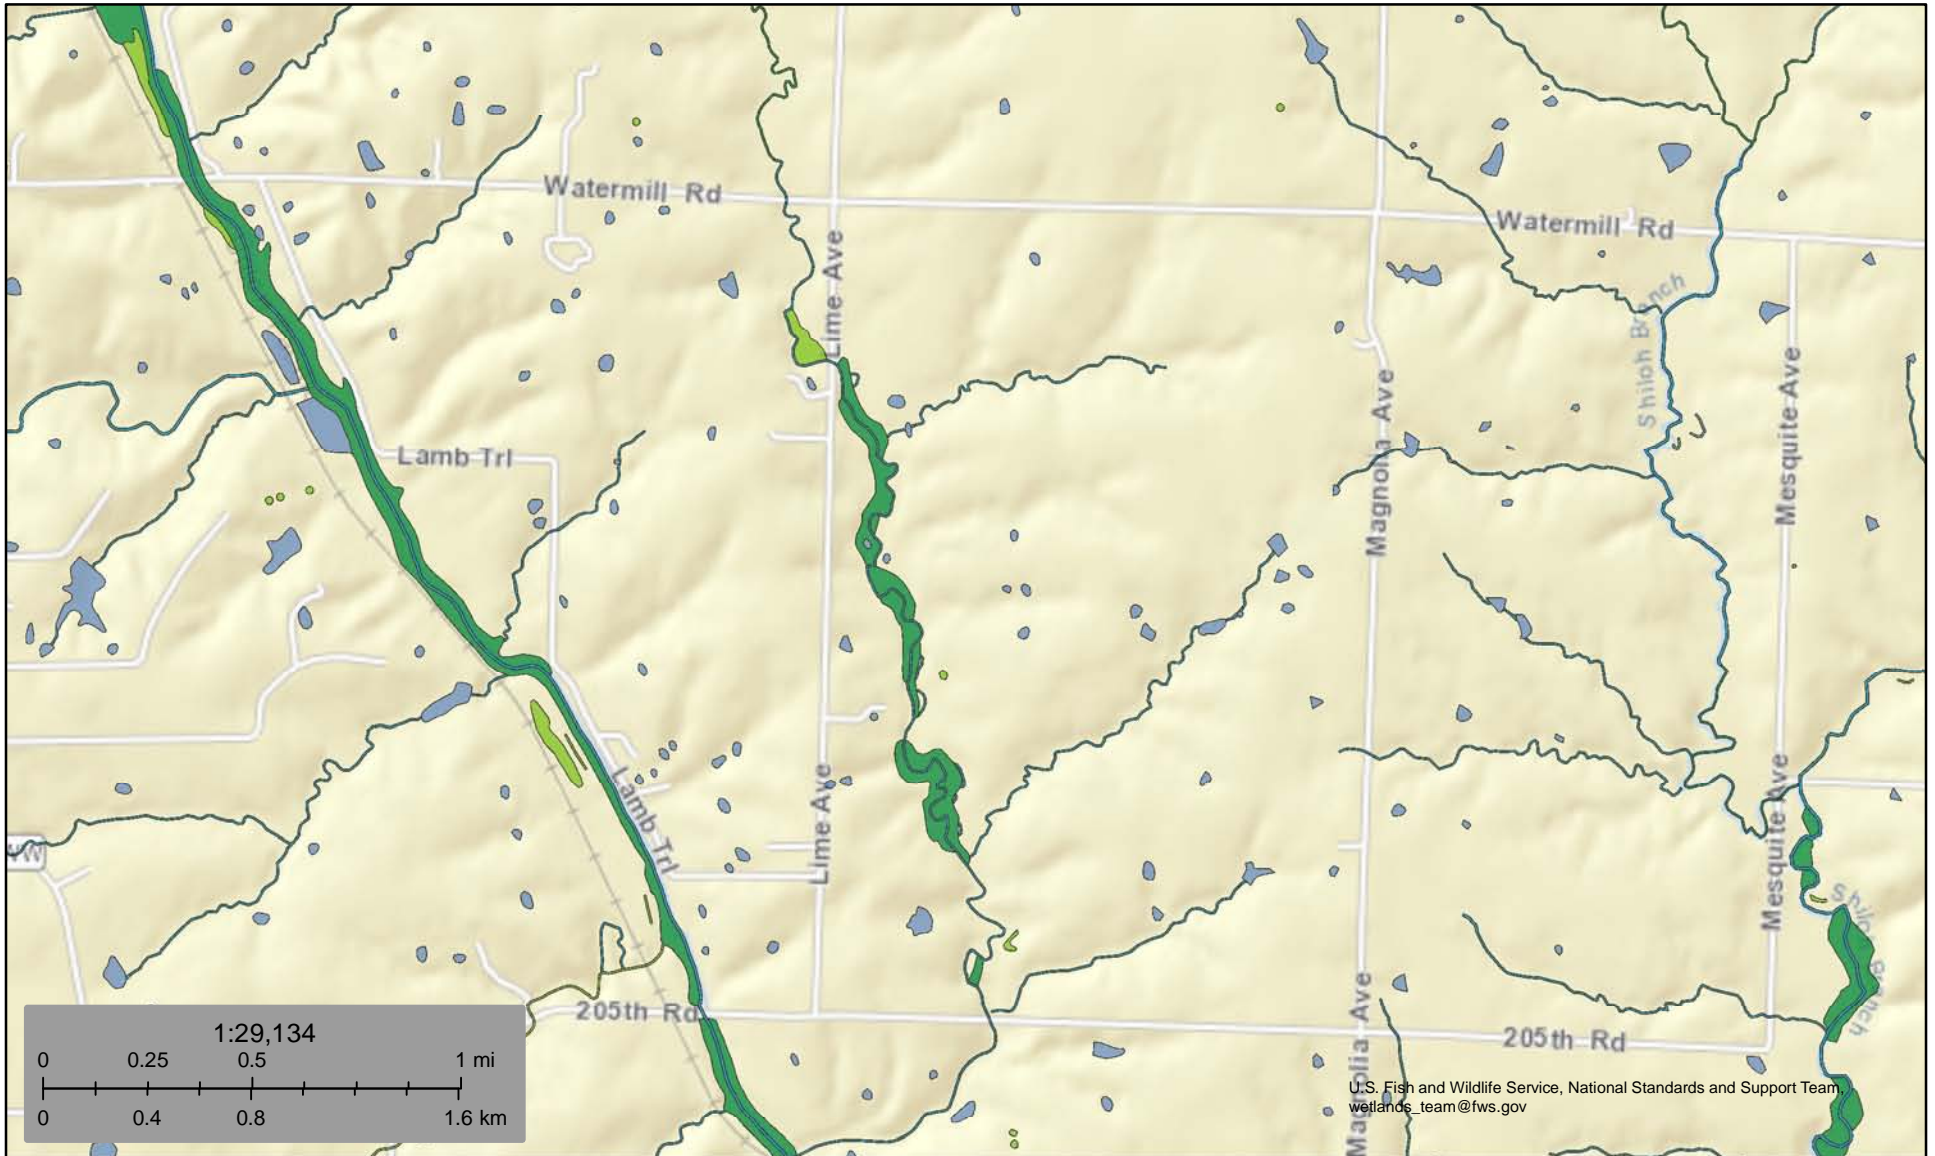 Watermill Rd
Watermill Rd
Lime Ave
Shiloh Branch
Mesquite Ave
Magnolia Ave
Lamb Trl
Lamb Trl
Lime Ave
Mesquite Ave
Shiloh Branch
VW
205th Rd
205th Rd
Magnolia Ave
1:29,134
0 0.25 0.5 1 mi
0 0.4 0.8 1.6 km
U.S. Fish and Wildlife Service, National Standards and Support Team,
wetlands_team@fws.gov